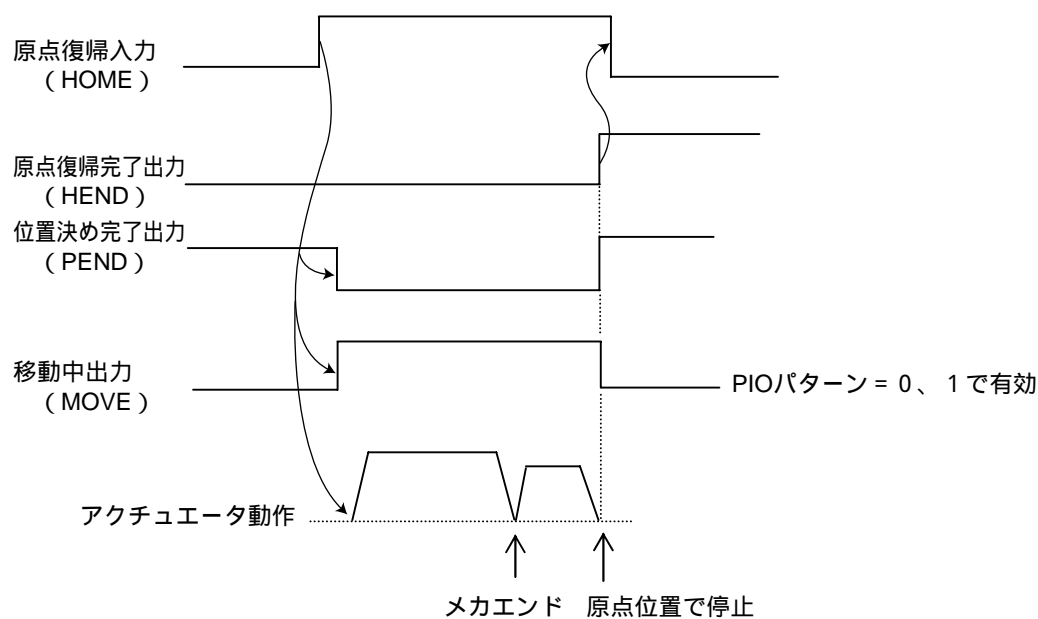 原点復帰入力
（HOME）
原点復帰完了出力
（HEND）
位置決め完了出力
（PEND）
移動中出力
（MOVE）
PIOパターン = 0、 1で有効
アクチュエータ動作
メカエンド
原点位置で停止